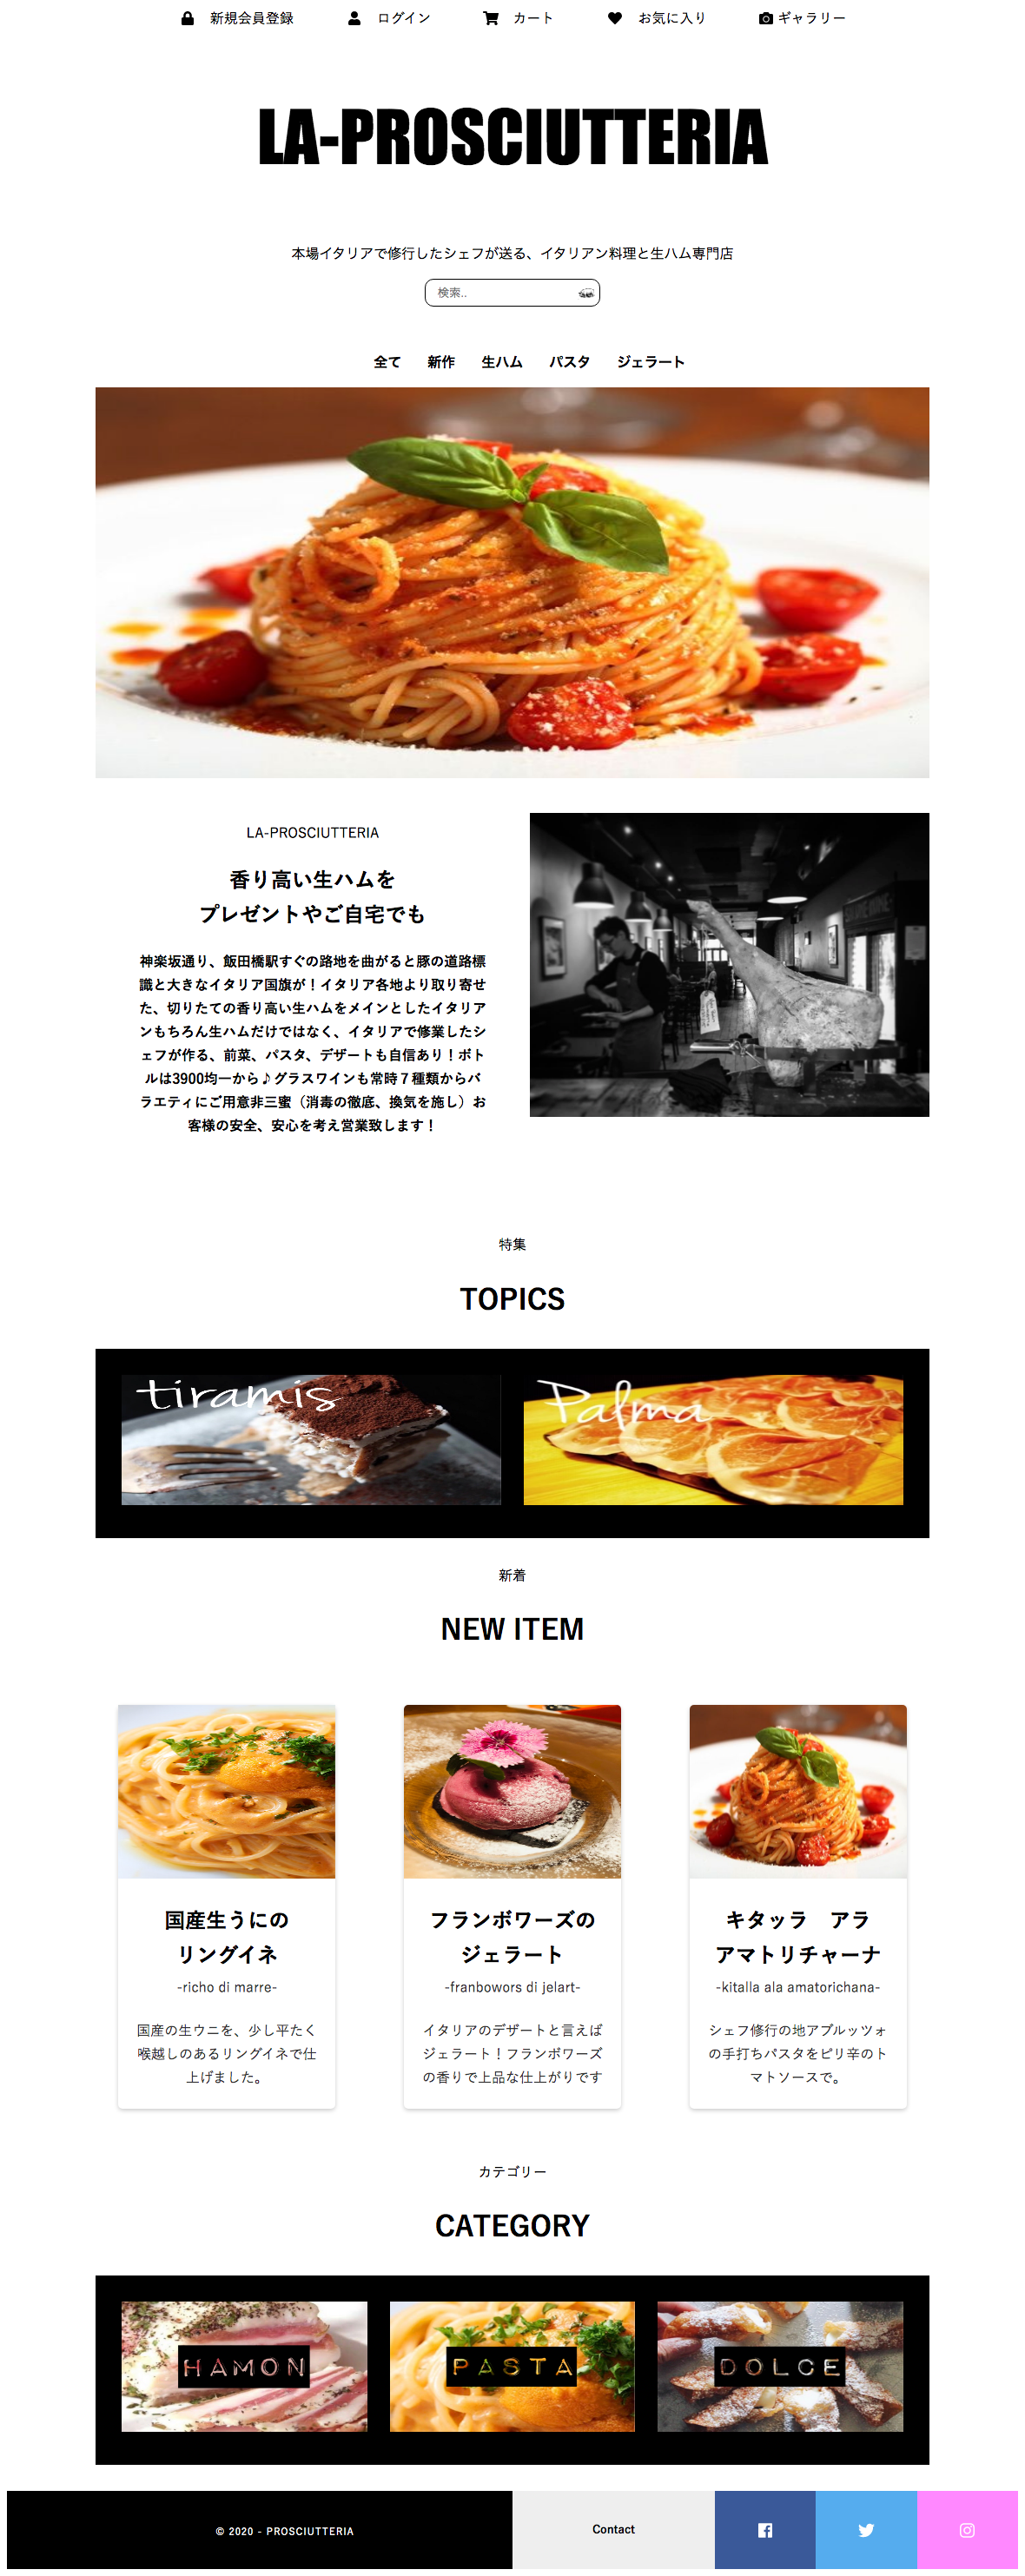 新規会員登録 ログイン カート お気に入り ギャラリー
LA-PROSCIUTTERIA
本場イタリアで修行したシェフが送る、イタリアン料理と生ハム専門店
検索..
全て 新作 生ハム パスタ ジェラート
LA-PROSCIUTTERIA
香り高い生ハムを
プレゼントやご自宅でも
神楽坂通り、飯田橋駅すぐの路地を曲がると豚の道路標
識と大きなイタリア国旗が！イタリア各地より取り寄せ
た、切りたての香り高い生ハムをメインとしたイタリア
ンもちろん生ハムだけではなく、イタリアで修業したシ
ェフが作る、前菜、パスタ、デザートも自信あり！ボト
ルは3900均一から♪グラスワインも常時７種類からバ
ラエティにご用意非三蜜（消毒の徹底、換気を施し）お
客様の安全、安心を考え営業致します！
特集
TOPICS
tiramis
Palma
新着
NEW ITEM
国産生うにの
リングイネ
-richo di marre-
国産の生ウニを、少し平たく
喉越しのあるリングイネで仕
上げました。
フランボワーズの
ジェラート
-franbowors di jelart-
イタリアのデザートと言えば
ジェラート！フランボワーズ
の香りで上品な仕上がりです
キタッラ　アラ
アマトリチャーナ
-kitalla ala amatorichana-
シェフ修行の地アブルッツォ
の手打ちパスタをピリ辛のト
マトソースで。
カテゴリー
CATEGORY
HAMON
PASTA
DOLCE
© 2020 - PROSCIUTTERIA
Contact